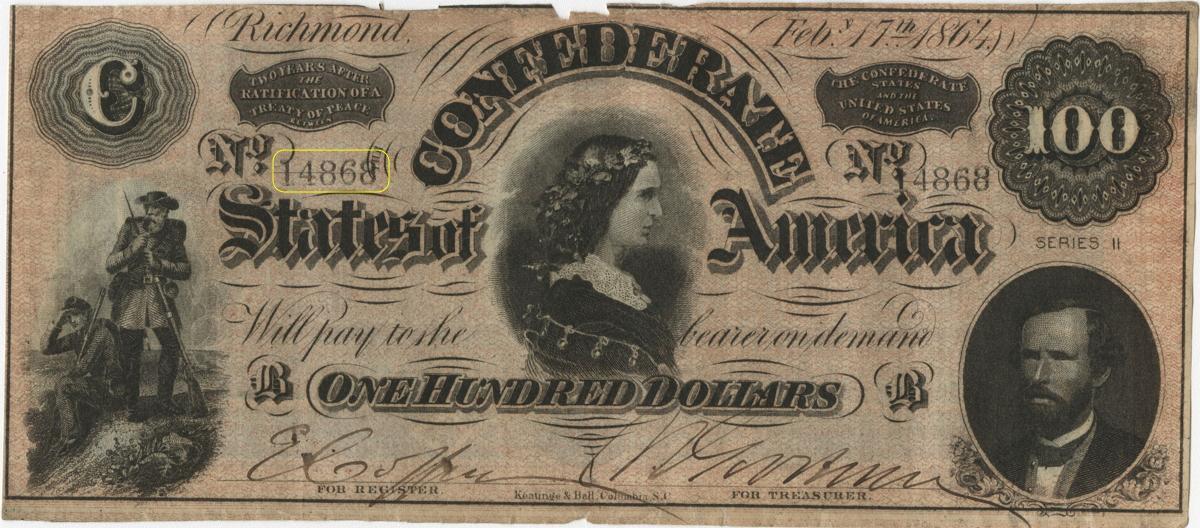 Richmond, Feb.y 17th 1864
C
TWO YEARS AFTER
THE
RATIFICATION OF A
TREATY OF PEACE
BETWEEN
CONFEDERATE
THE CONFEDERATE
STATES
AND THE
UNITED STATES
OF AMERICA.
100
No 14868
No 14868
States of America
SERIES II
Will pay to the bearer on demand
B ONE HUNDRED DOLLARS B
FOR REGISTER.
Keatinge & Ball, Columbia S.C.
FOR TREASURER.